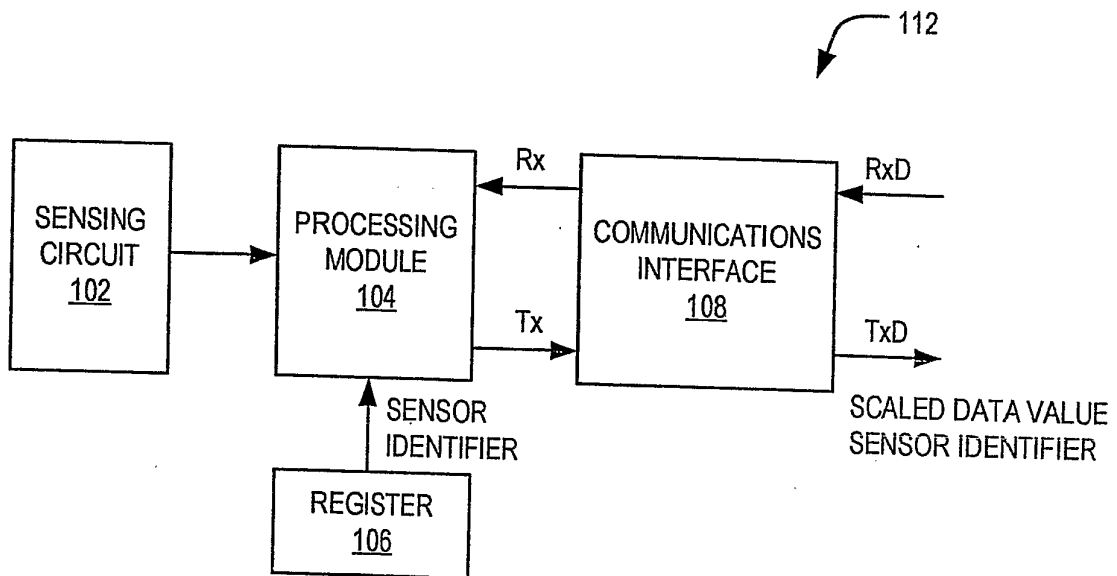 112
SENSING
CIRCUIT
102
PROCESSING
MODULE
104
Rx
Tx
COMMUNICATIONS
INTERFACE
108
RxD
TxD
SCALED DATA VALUE
SENSOR IDENTIFIER
SENSOR
IDENTIFIER
REGISTER
106